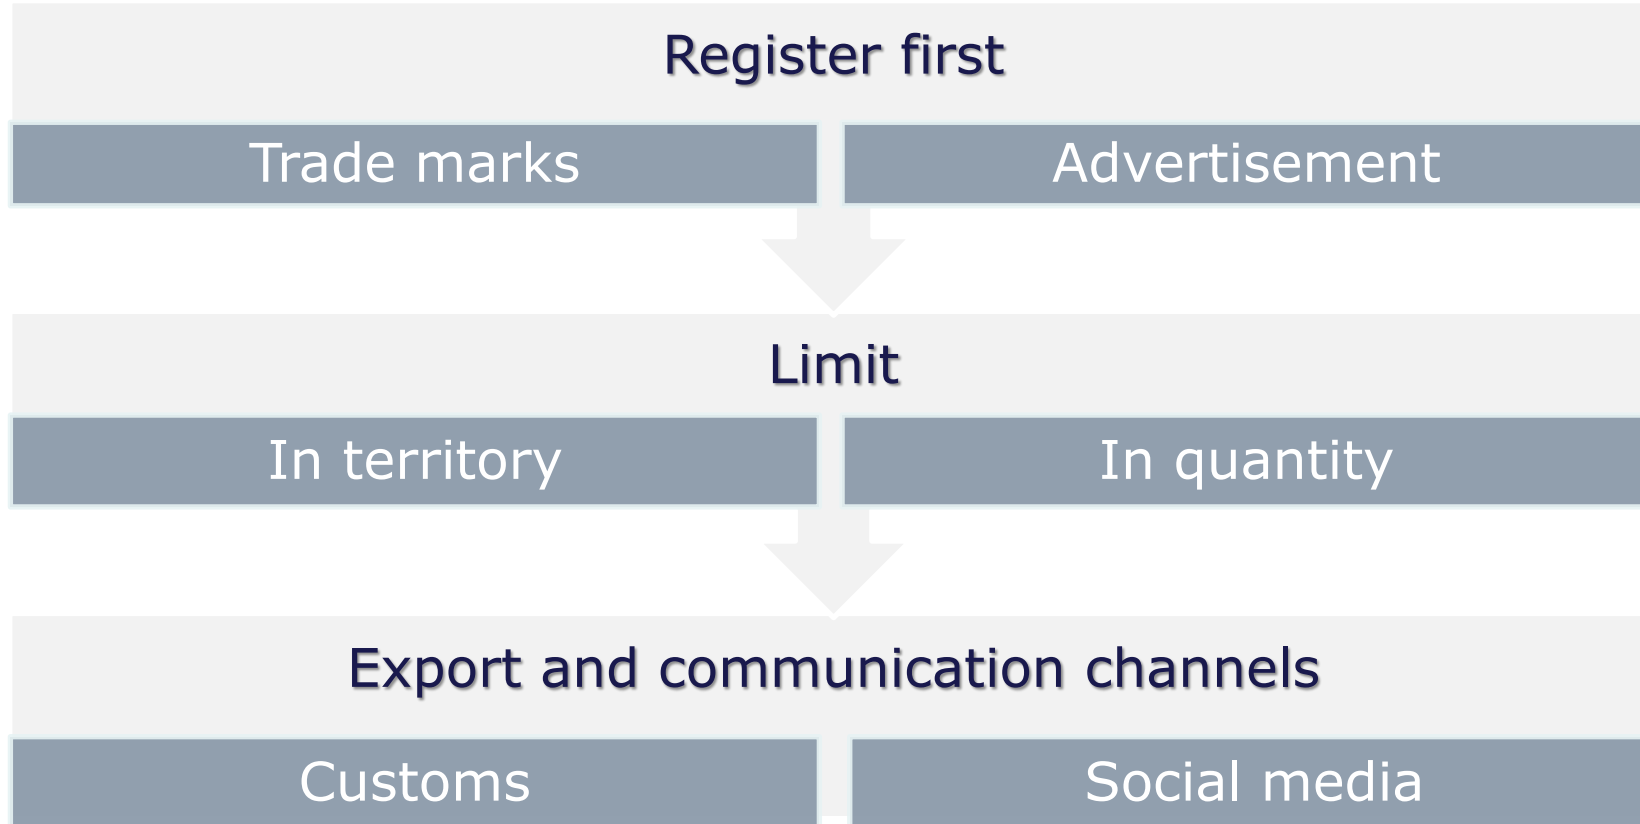 Register first
Trade marks
Advertisement
Limit
In territory
In quantity
Export and communication channels
Customs
Social media